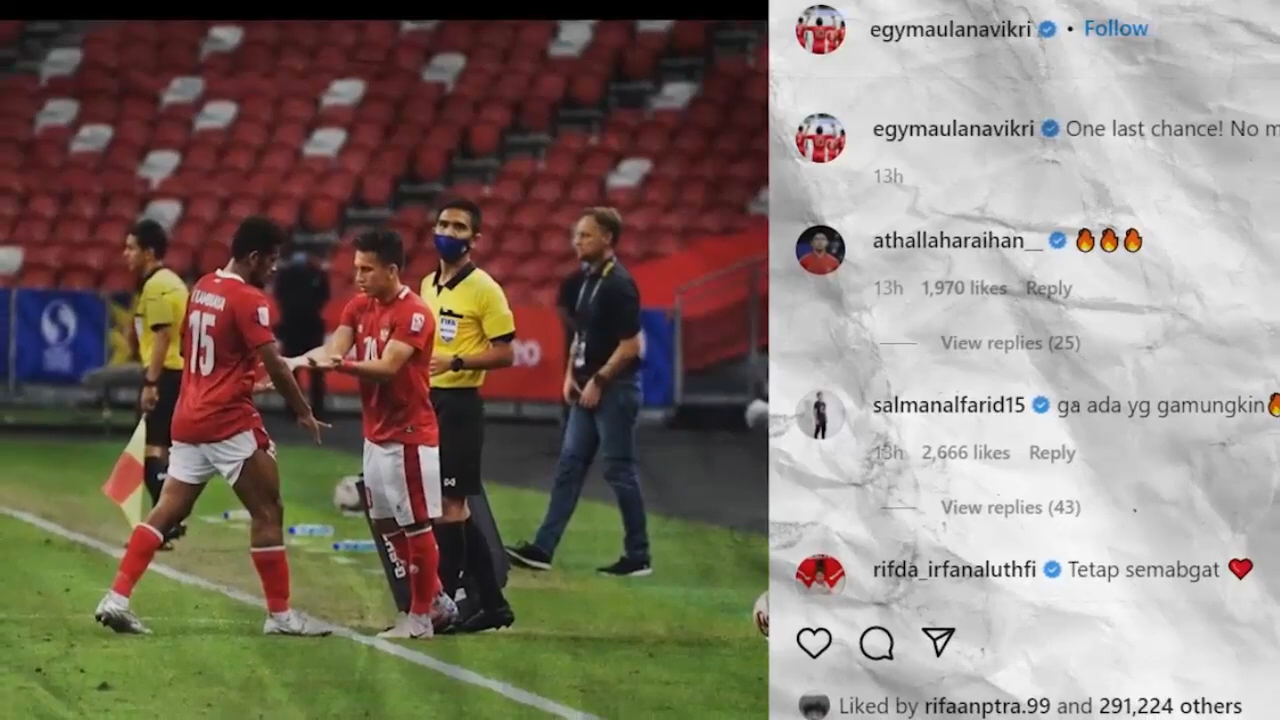 egymaulanavikri • Follow
egymaulanavikri One last chance! No m
13h
athallaharaihan__ 🔥🔥🔥
13h 1,970 likes Reply
View replies (25)
salmanalfarid15 ga ada yg gamungkin🔥
13h 2,666 likes Reply
View replies (43)
rifda_irfanaluthfi Tetap semabgat ❤️
Liked by rifaanptra.99 and 291,224 others
15
FIFA